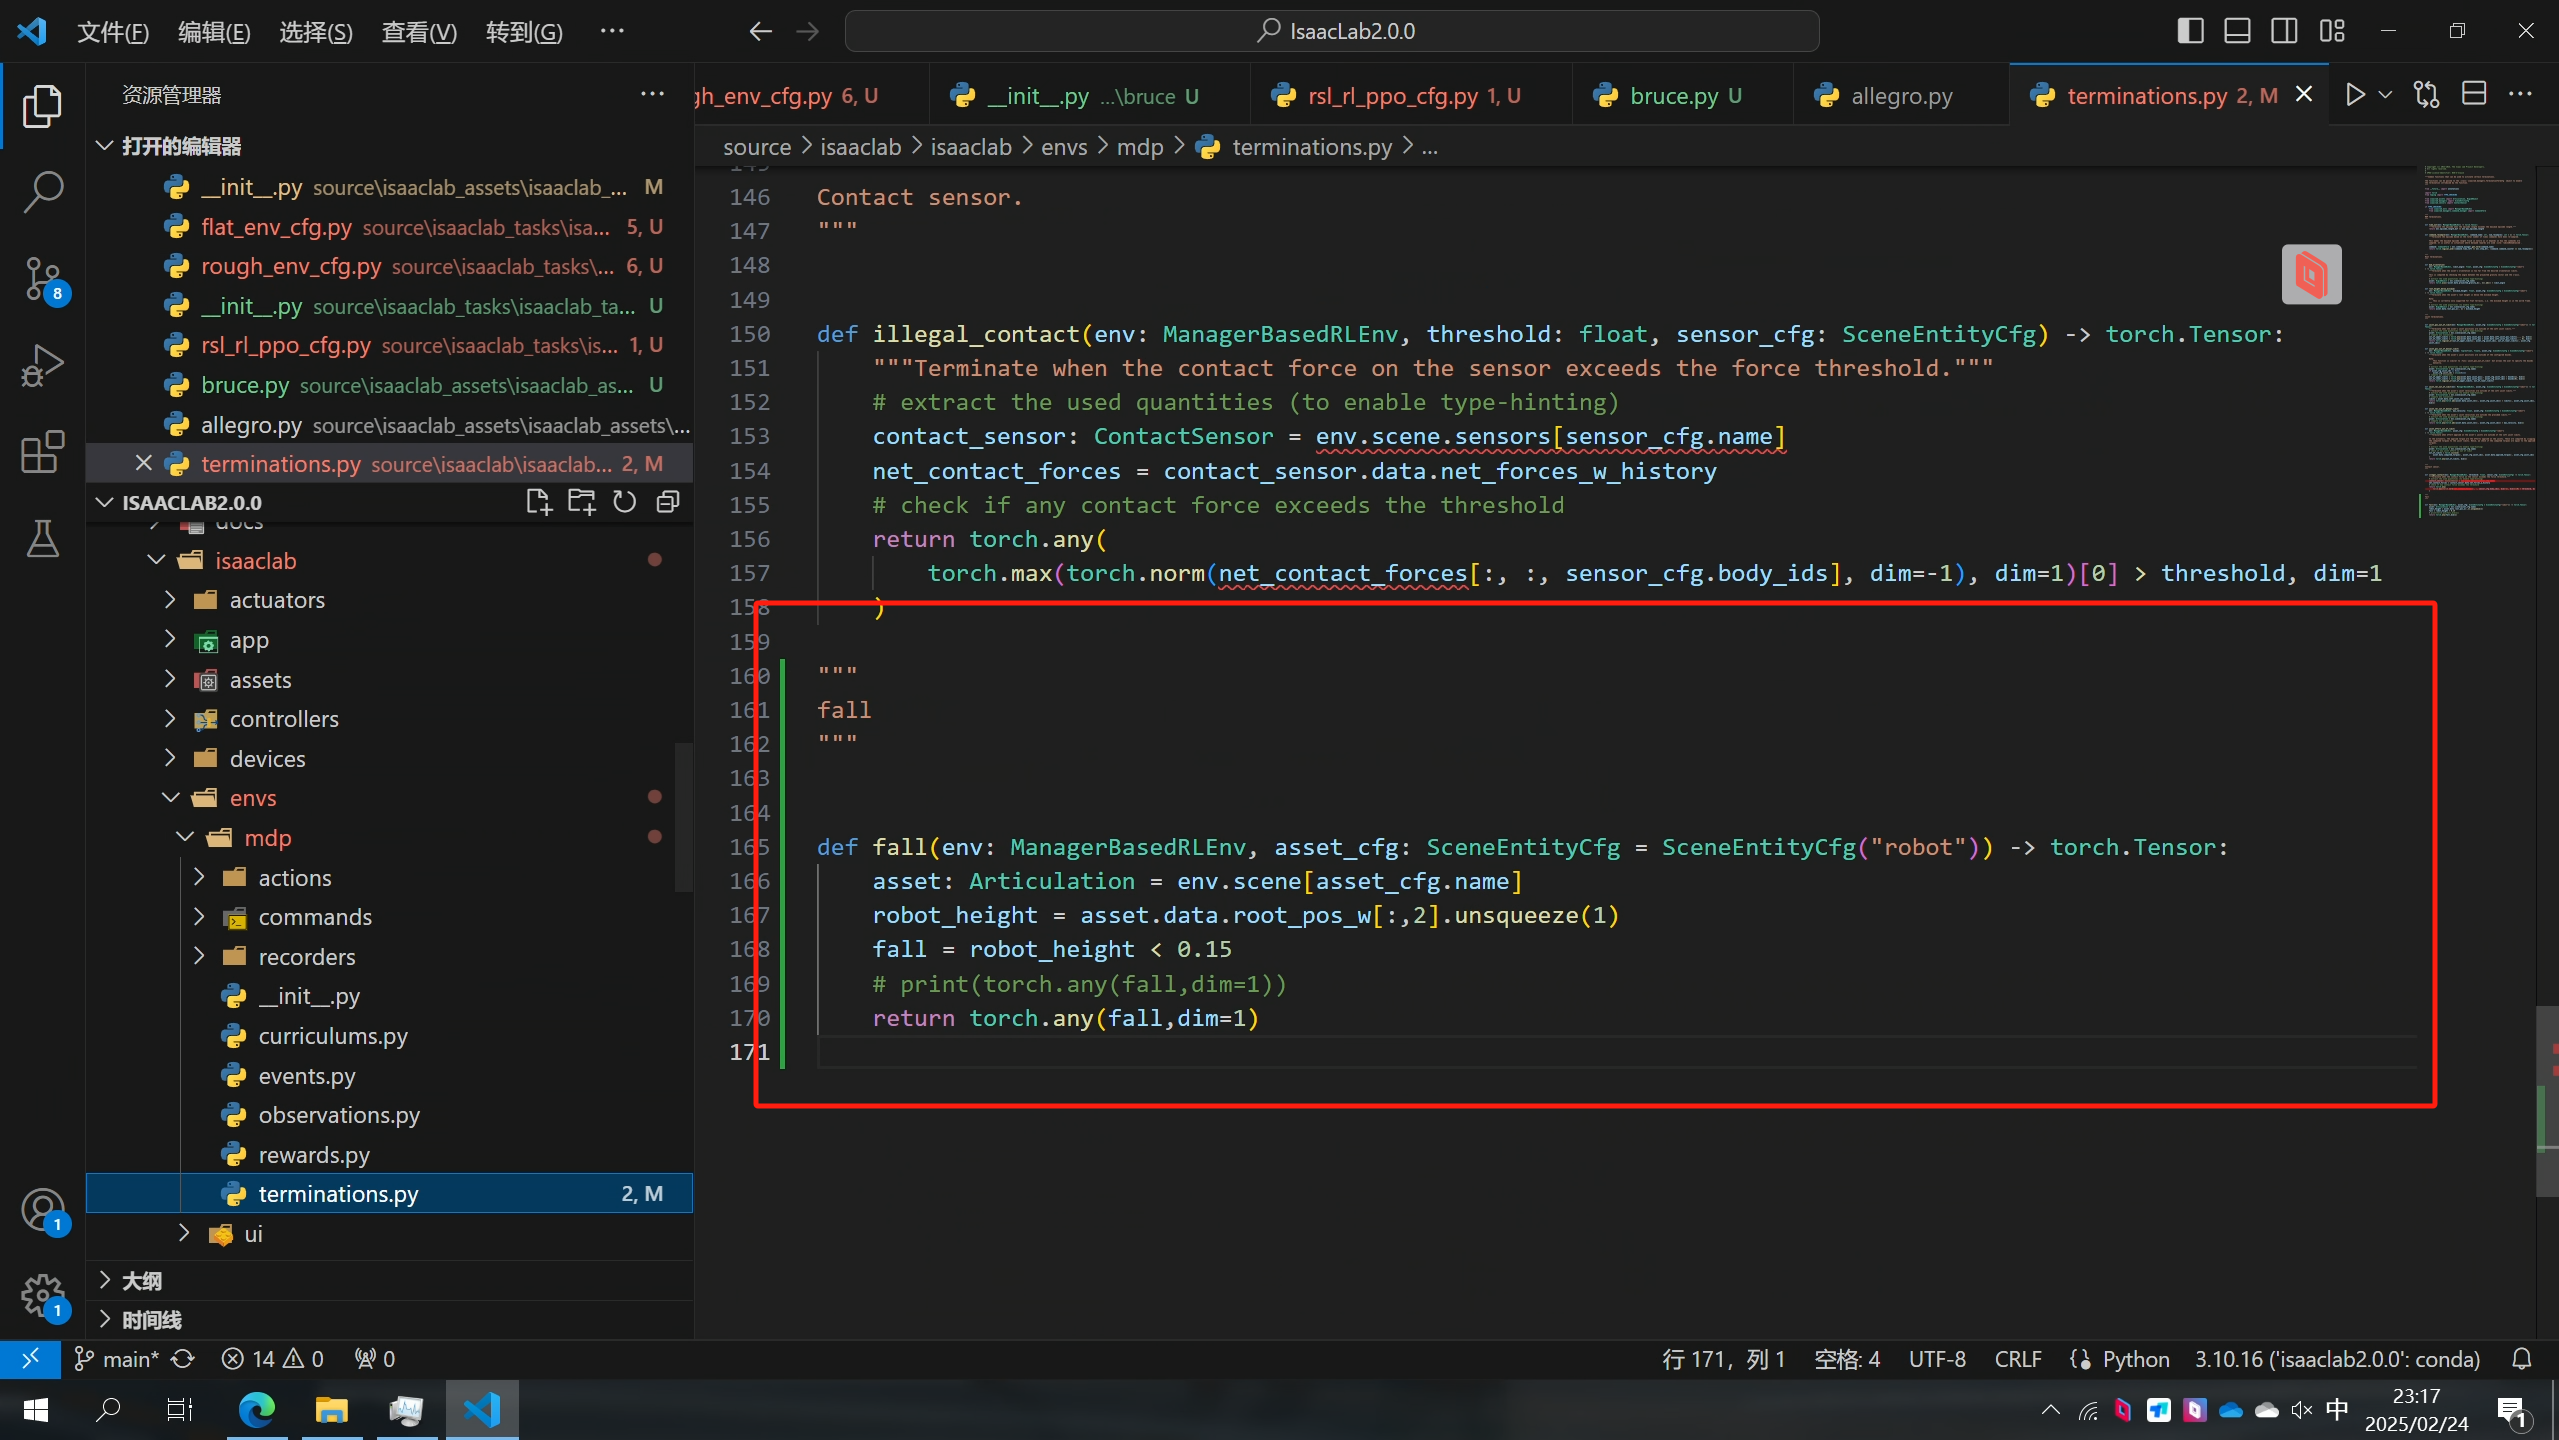 文件(F) 编辑(E) 选择(S) 查看(V) 转到(G) ··· IsaacLab2.0.0
资源管理器 ···
gh_env_cfg.py 6, U __init__.py ...\bruce U rsl_rl_ppo_cfg.py 1, U bruce.py U allegro.py terminations.py 2, M
打开的编辑器
source > isaaclab > isaaclab > envs > mdp > terminations.py > ...
__init__.py source\isaaclab_assets\isaaclab_... M
flat_env_cfg.py source\isaaclab_tasks\isa... 5, U
rough_env_cfg.py source\isaaclab_tasks\... 6, U
__init__.py source\isaaclab_tasks\isaaclab_ta... U
rsl_rl_ppo_cfg.py source\isaaclab_tasks\is... 1, U
bruce.py source\isaaclab_assets\isaaclab_as... U
allegro.py source\isaaclab_assets\isaaclab_assets\...
terminations.py source\isaaclab\isaaclab... 2, M
ISAACLAB2.0.0
docs
isaaclab
actuators
app
assets
controllers
devices
envs
mdp
actions
commands
recorders
__init__.py
curriculums.py
events.py
observations.py
rewards.py
terminations.py 2, M
ui
大纲
时间线
8
1
1
145
146 Contact sensor.
147 """
148
149
150 def illegal_contact(env: ManagerBasedRLEnv, threshold: float, sensor_cfg: SceneEntityCfg) -> torch.Tensor:
151 """Terminate when the contact force on the sensor exceeds the force threshold."""
152 # extract the used quantities (to enable type-hinting)
153 contact_sensor: ContactSensor = env.scene.sensors[sensor_cfg.name]
154 net_contact_forces = contact_sensor.data.net_forces_w_history
155 # check if any contact force exceeds the threshold
156 return torch.any(
157 torch.max(torch.norm(net_contact_forces[:, :, sensor_cfg.body_ids], dim=-1), dim=1)[0] > threshold, dim=1
158 )
159
160 """
161 fall
162 """
163
164
165 def fall(env: ManagerBasedRLEnv, asset_cfg: SceneEntityCfg = SceneEntityCfg("robot")) -> torch.Tensor:
166 asset: Articulation = env.scene[asset_cfg.name]
167 robot_height = asset.data.root_pos_w[:,2].unsqueeze(1)
168 fall = robot_height < 0.15
169 # print(torch.any(fall,dim=1))
170 return torch.any(fall,dim=1)
171
main* 14 0 0 行 171，列 1 空格: 4 UTF-8 CRLF Python 3.10.16 ('isaaclab2.0.0': conda)
中 23:17
2025/02/24
1